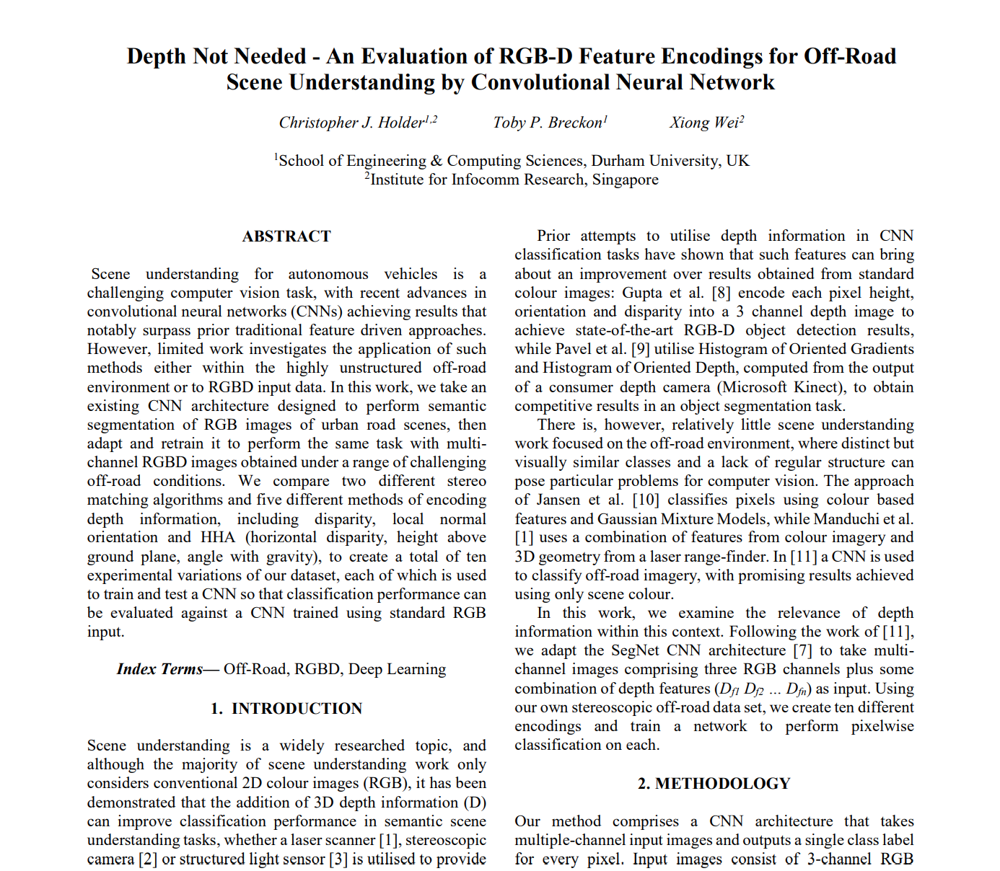 Depth Not Needed - An Evaluation of RGB-D Feature Encodings for Off-Road
Scene Understanding by Convolutional Neural Network
Christopher J. Holder1,2 Toby P. Breckon1 Xiong Wei2
1School of Engineering & Computing Sciences, Durham University, UK
2Institute for Infocomm Research, Singapore
ABSTRACT
Scene understanding for autonomous vehicles is a
challenging computer vision task, with recent advances in
convolutional neural networks (CNNs) achieving results that
notably surpass prior traditional feature driven approaches.
However, limited work investigates the application of such
methods either within the highly unstructured off-road
environment or to RGBD input data. In this work, we take an
existing CNN architecture designed to perform semantic
segmentation of RGB images of urban road scenes, then
adapt and retrain it to perform the same task with multi-
channel RGBD images obtained under a range of challenging
off-road conditions. We compare two different stereo
matching algorithms and five different methods of encoding
depth information, including disparity, local normal
orientation and HHA (horizontal disparity, height above
ground plane, angle with gravity), to create a total of ten
experimental variations of our dataset, each of which is used
to train and test a CNN so that classification performance can
be evaluated against a CNN trained using standard RGB
input.
Index Terms— Off-Road, RGBD, Deep Learning
1. INTRODUCTION
Scene understanding is a widely researched topic, and
although the majority of scene understanding work only
considers conventional 2D colour images (RGB), it has been
demonstrated that the addition of 3D depth information (D)
can improve classification performance in semantic scene
understanding tasks, whether a laser scanner [1], stereoscopic
camera [2] or structured light sensor [3] is utilised to provide
Prior attempts to utilise depth information in CNN
classification tasks have shown that such features can bring
about an improvement over results obtained from standard
colour images: Gupta et al. [8] encode each pixel height,
orientation and disparity into a 3 channel depth image to
achieve state-of-the-art RGB-D object detection results,
while Pavel et al. [9] utilise Histogram of Oriented Gradients
and Histogram of Oriented Depth, computed from the output
of a consumer depth camera (Microsoft Kinect), to obtain
competitive results in an object segmentation task.
There is, however, relatively little scene understanding
work focused on the off-road environment, where distinct but
visually similar classes and a lack of regular structure can
pose particular problems for computer vision. The approach
of Jansen et al. [10] classifies pixels using colour based
features and Gaussian Mixture Models, while Manduchi et al.
[1] uses a combination of features from colour imagery and
3D geometry from a laser range-finder. In [11] a CNN is used
to classify off-road imagery, with promising results achieved
using only scene colour.
In this work, we examine the relevance of depth
information within this context. Following the work of [11],
we adapt the SegNet CNN architecture [7] to take multi-
channel images comprising three RGB channels plus some
combination of depth features (Df1 Df2 ... Dfn) as input. Using
our own stereoscopic off-road data set, we create ten different
encodings and train a network to perform pixelwise
classification on each.
2. METHODOLOGY
Our method comprises a CNN architecture that takes
multiple-channel input images and outputs a single class label
for every pixel. Input images consist of 3-channel RGB